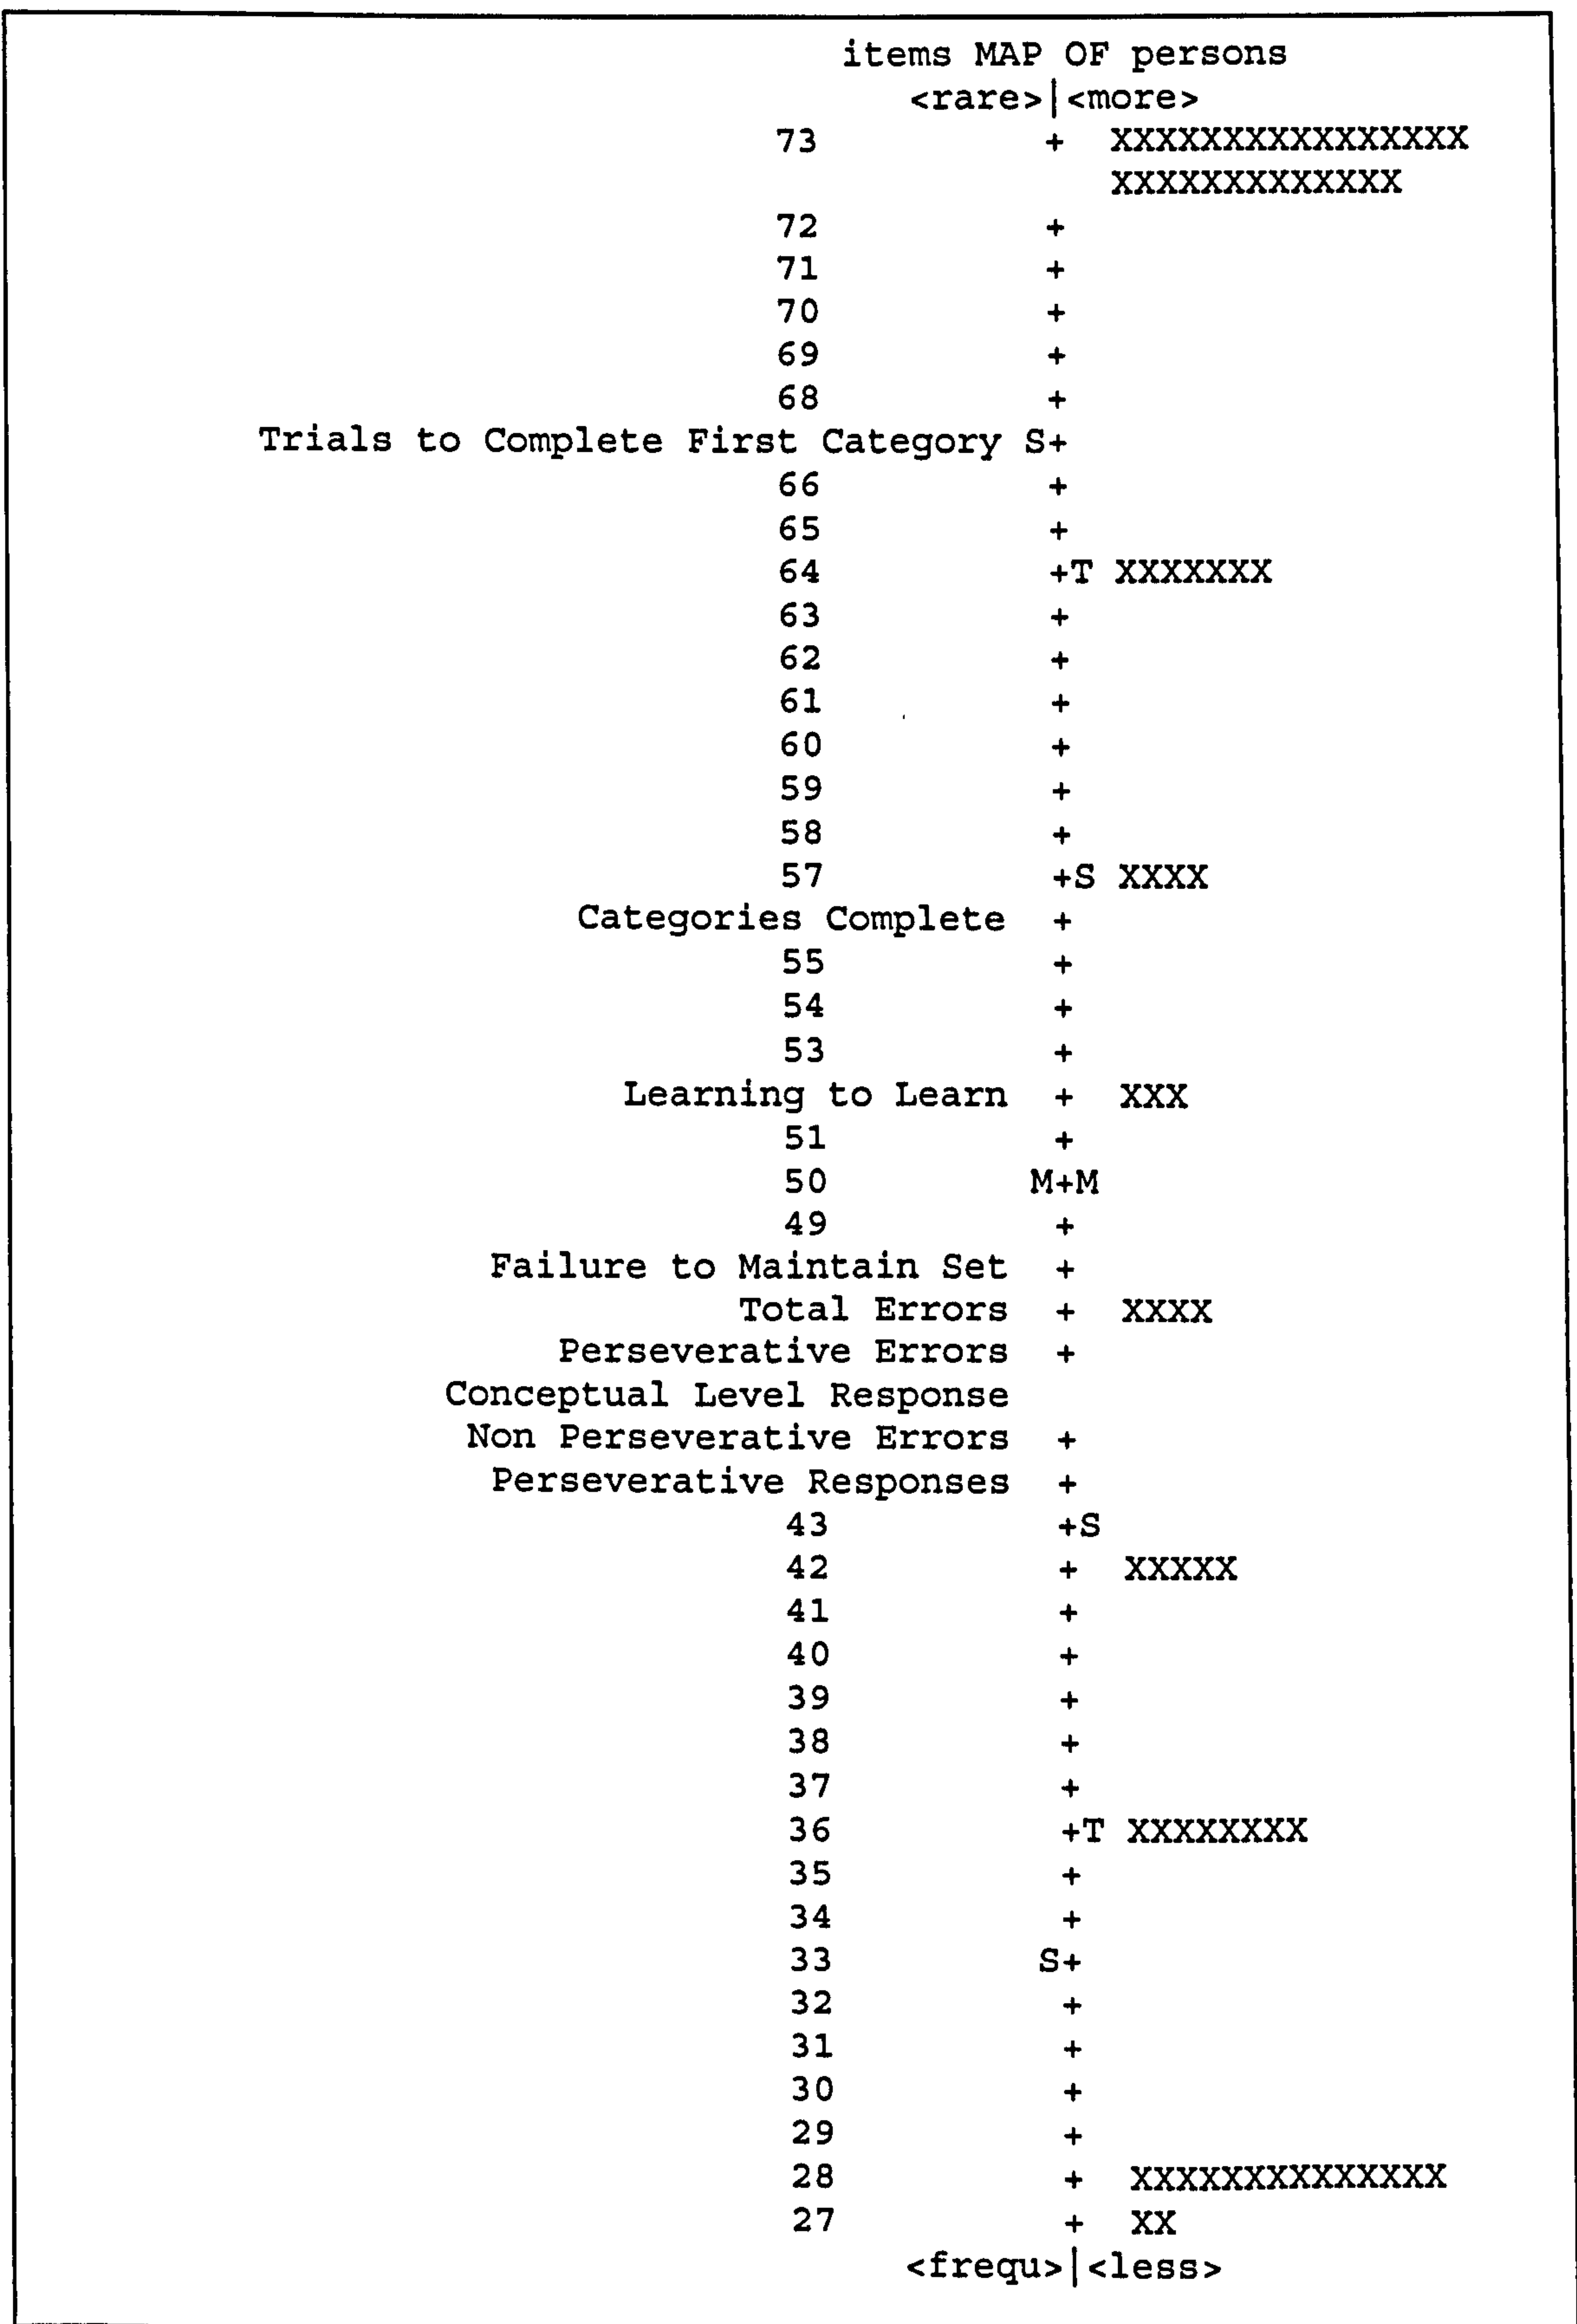 items MAP OF persons
<rare>|<more>
73 + XXXXXXXXXXXXXXXX
XXXXXXXXXXXXX
72 +
71 +
70 +
69 +
68 +
Trials to Complete First Category S+
66 +
65 +
64 +T XXXXXXX
63 +
62 +
61 +
60 +
59 +
58 +
57 +S XXXX
Categories Complete +
55 +
54 +
53 +
Learning to Learn + XXX
51 +
50 M+M
49 +
Failure to Maintain Set +
Total Errors + XXXX
Perseverative Errors +
Conceptual Level Response
Non Perseverative Errors +
Perseverative Responses +
43 +S
42 + XXXXX
41 +
40 +
39 +
38 +
37 +
36 +T XXXXXXXX
35 +
34 +
33 S+
32 +
31 +
30 +
29 +
28 + XXXXXXXXXXXXXX
27 + XX
<frequ>|<less>